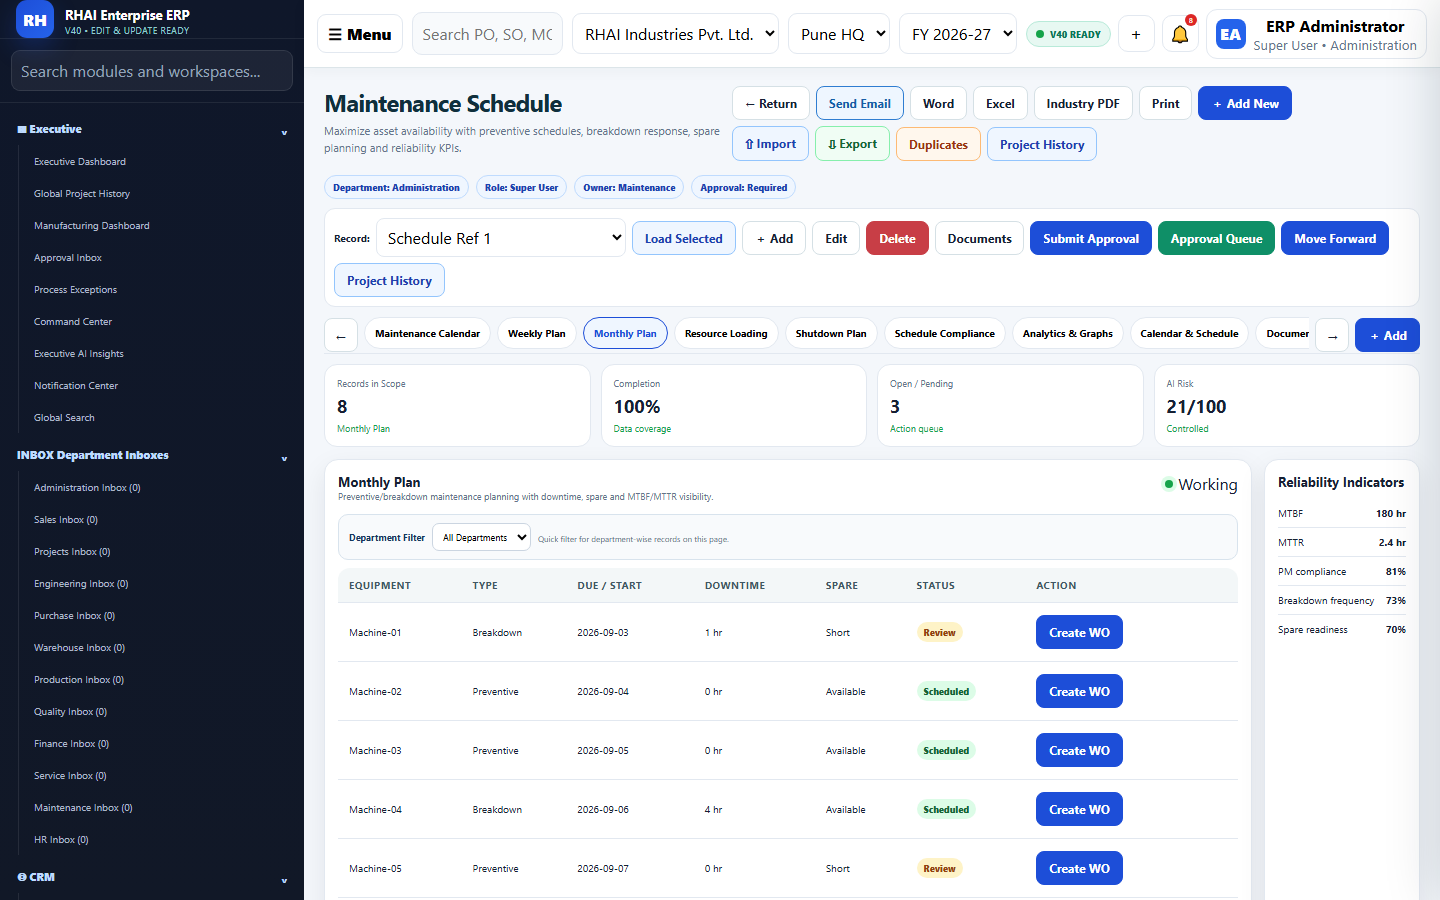 RH
RHAI Enterprise ERP
V40 • EDIT & UPDATE READY
Search modules and workspaces...
Executive
Executive Dashboard
Global Project History
Manufacturing Dashboard
Approval Inbox
Process Exceptions
Command Center
Executive AI Insights
Notification Center
Global Search
INBOX Department Inboxes
Administration Inbox (0)
Sales Inbox (0)
Projects Inbox (0)
Engineering Inbox (0)
Purchase Inbox (0)
Warehouse Inbox (0)
Production Inbox (0)
Quality Inbox (0)
Finance Inbox (0)
Service Inbox (0)
Maintenance Inbox (0)
HR Inbox (0)
CRM
☰ Menu
Search PO, SO, MO
RHAI Industries Pvt. Ltd.
Pune HQ
FY 2026-27
V40 READY
+
8
EA
ERP Administrator
Super User • Administration
Maintenance Schedule
Maximize asset availability with preventive schedules, breakdown response, spare
planning and reliability KPIs.
← Return
Send Email
Word
Excel
Industry PDF
Print
+ Add New
⇧ Import
⇩ Export
Duplicates
Project History
Department: Administration
Role: Super User
Owner: Maintenance
Approval: Required
Record:
Schedule Ref 1
Load Selected
+ Add
Edit
Delete
Documents
Submit Approval
Approval Queue
Move Forward
Project History
←
Maintenance Calendar
Weekly Plan
Monthly Plan
Resource Loading
Shutdown Plan
Schedule Compliance
Analytics & Graphs
Calendar & Schedule
Documer
→
+ Add
Records in Scope
8
Monthly Plan
Completion
100%
Data coverage
Open / Pending
3
Action queue
AI Risk
21/100
Controlled
Monthly Plan
Preventive/breakdown maintenance planning with downtime, spare and MTBF/MTTR visibility.
Working
Department Filter
All Departments
Quick filter for department-wise records on this page.
EQUIPMENT TYPE DUE / START DOWNTIME SPARE STATUS ACTION
Machine-01 Breakdown 2026-09-03 1 hr Short Review Create WO
Machine-02 Preventive 2026-09-04 0 hr Available Scheduled Create WO
Machine-03 Preventive 2026-09-05 0 hr Available Scheduled Create WO
Machine-04 Breakdown 2026-09-06 4 hr Available Scheduled Create WO
Machine-05 Preventive 2026-09-07 0 hr Short Review Create WO
Reliability Indicators
MTBF 180 hr
MTTR 2.4 hr
PM compliance 81%
Breakdown frequency 73%
Spare readiness 70%